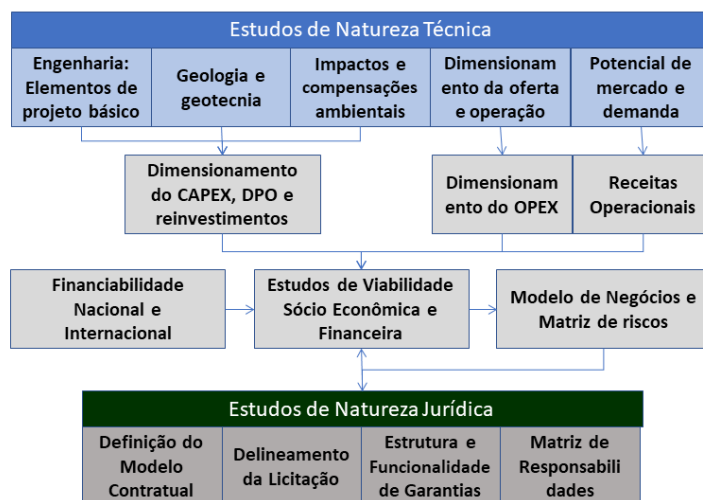 Estudos de Natureza Técnica
Engenharia:
Elementos de
projeto básico
Geologia e
geotecnia
Impactos e
compensações
ambientais
Dimensionam
ento da oferta
e operação
Potencial de
mercado e
demanda
Dimensionamento
do CAPEX, DPO e
reinvestimentos
Dimensionam
ento do OPEX
Receitas
Operacionais
Financiabilidade
Nacional e
Internacional
Estudos de Viabilidade
Sócio Econômica e
Financeira
Modelo de Negócios e
Matriz de riscos
Estudos de Natureza Jurídica
Definição do
Modelo
Contratual
Delineamento
da Licitação
Estrutura e
Funcionalidade
de Garantias
Matriz de
Responsabili
dades